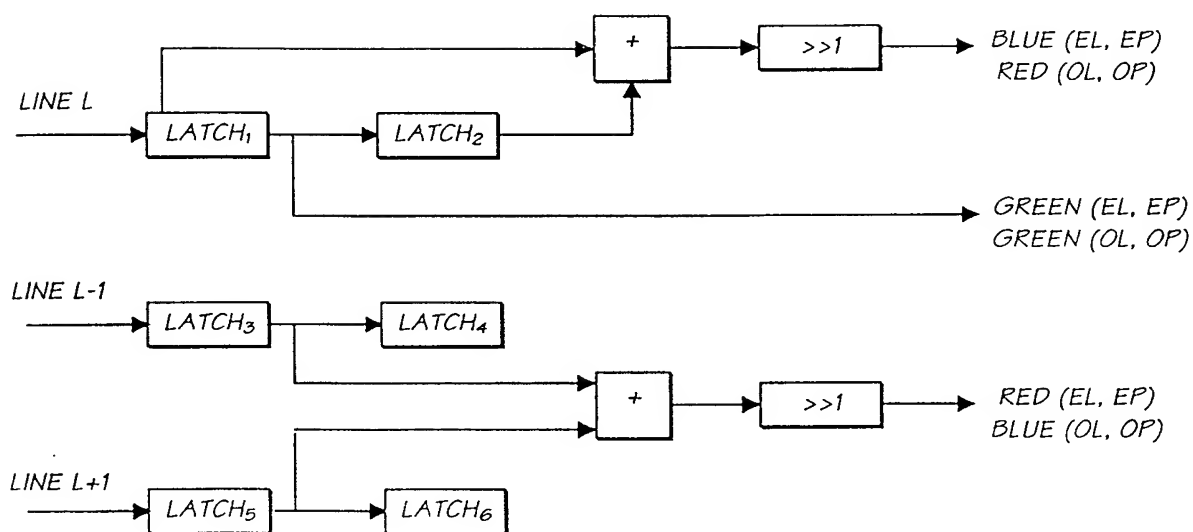 +
>>1
BLUE (EL, EP)
RED (OL, OP)
LINE L
LATCH₁
LATCH₂
GREEN (EL, EP)
GREEN (OL, OP)
LINE L-1
LATCH₃
LATCH₄
+
>>1
RED (EL, EP)
BLUE (OL, OP)
LINE L+1
LATCH₅
LATCH₆